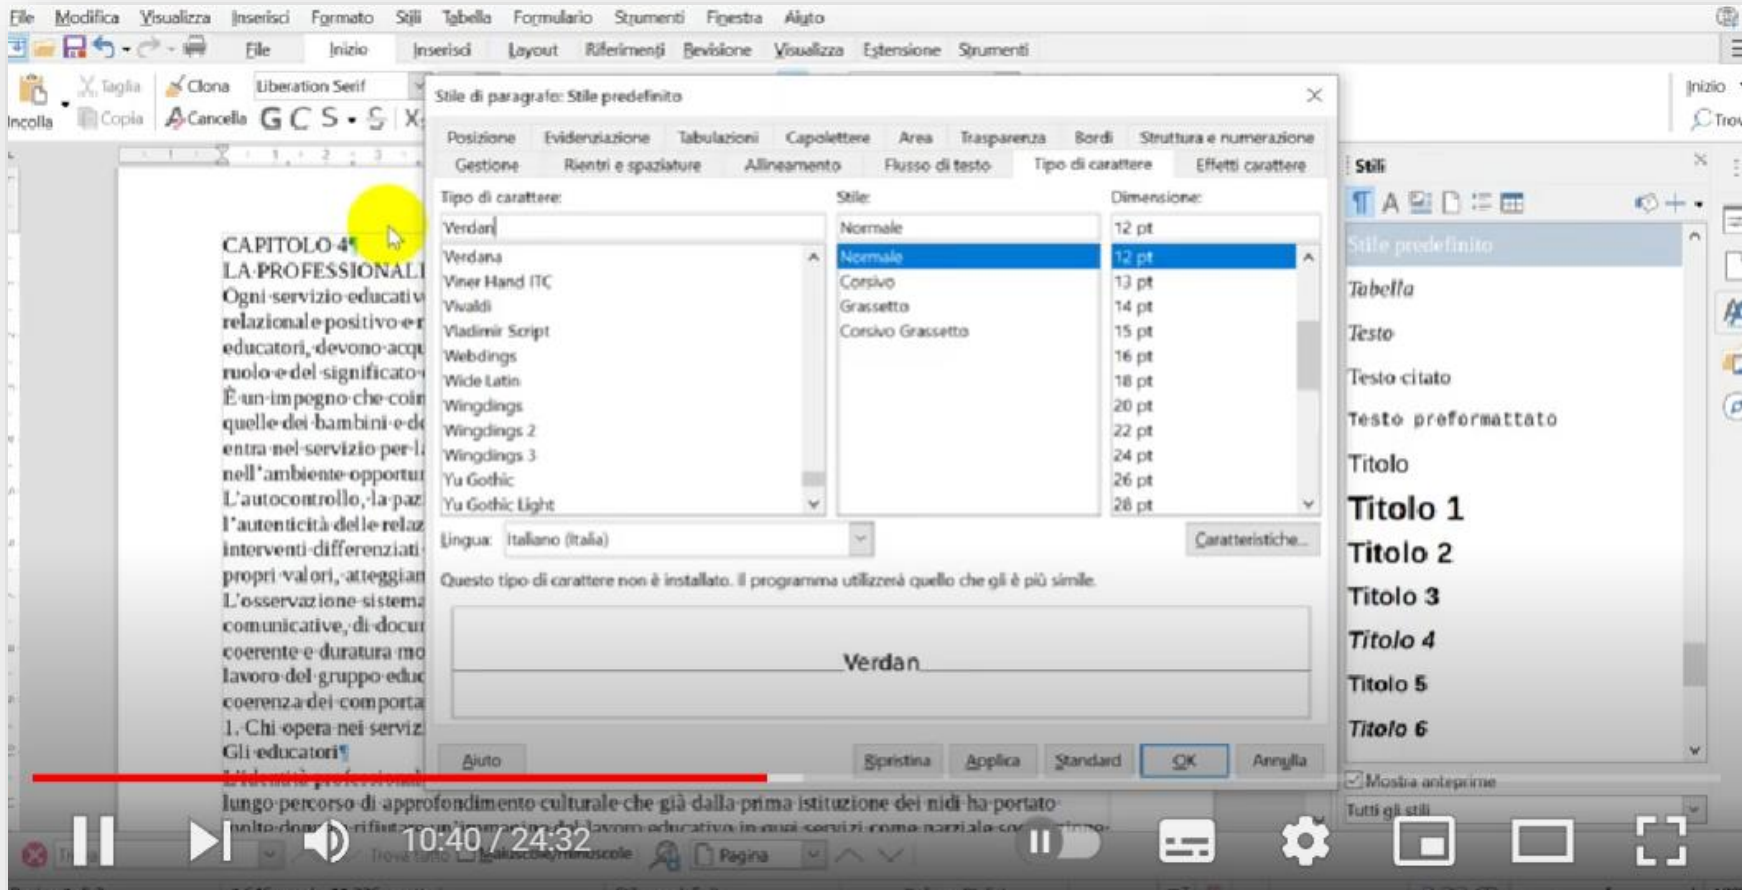 File Modifica Visualizza Inserisci Formato Stili Tabella Formulario Strumenti Finestra Aiuto
File Inizio Inserisci Layout Riferimenti Revisione Visualizza Estensione Strumenti
Taglia Clona Liberation Serif
Inizio
ncolla Copia Cancella G C S S X
Trov
Stile di paragrafo: Stile predefinito
Posizione Evidenziazione Tabulazioni Capolettere Area Trasparenza Bordi Struttura e numerazione
Gestione Rientri e spaziature Allineamento Flusso di testo Tipo di carattere Effetti carattere
Tipo di carattere: Stile: Dimensione:
Verdan Normale 12 pt
Verdana Normale 12 pt
Viner Hand ITC Corsivo 13 pt
Vivaldi Grassetto 14 pt
Vladimir Script Corsivo Grassetto 15 pt
Webdings 16 pt
Wide Latin 18 pt
Wingdings 20 pt
Wingdings 2 22 pt
Wingdings 3 24 pt
Yu Gothic 26 pt
Yu Gothic Light 28 pt
Lingua: Italiano (Italia) Caratteristiche...
Questo tipo di carattere non è installato. Il programma utilizzerà quello che gli è più simile.
Verdan
Aiuto Ripristina Applica Standard OK Annulla
CAPITOLO 4¶
LA PROFESSIONALI
Ogni servizio educativ
relazionale positivo e r
educatori, devono acqu
ruolo e del significato
È un impegno che coin
quelle dei bambini e de
entra nel servizio per l
nell'ambiente opportu
L'autocontrollo, la paz
l'autenticità delle relaz
interventi differenziati
propri valori, atteggian
L'osservazione sistema
comunicative, di docu
coerente e duratura mo
lavoro del gruppo educ
coerenza dei comporta
1. Chi opera nei serviz
Gli educatori¶
L'identità professional
lungo percorso di approfondimento culturale che già dalla prima istituzione dei nidi ha portato
Stili
Stile predefinito
Tabella
Testo
Testo citato
Testo preformattato
Titolo
Titolo 1
Titolo 2
Titolo 3
Titolo 4
Titolo 5
Titolo 6
Mostra anteprime
Tutti gli stili
10:40 / 24:32
Trova tutto Maiuscole/minuscole Pagina